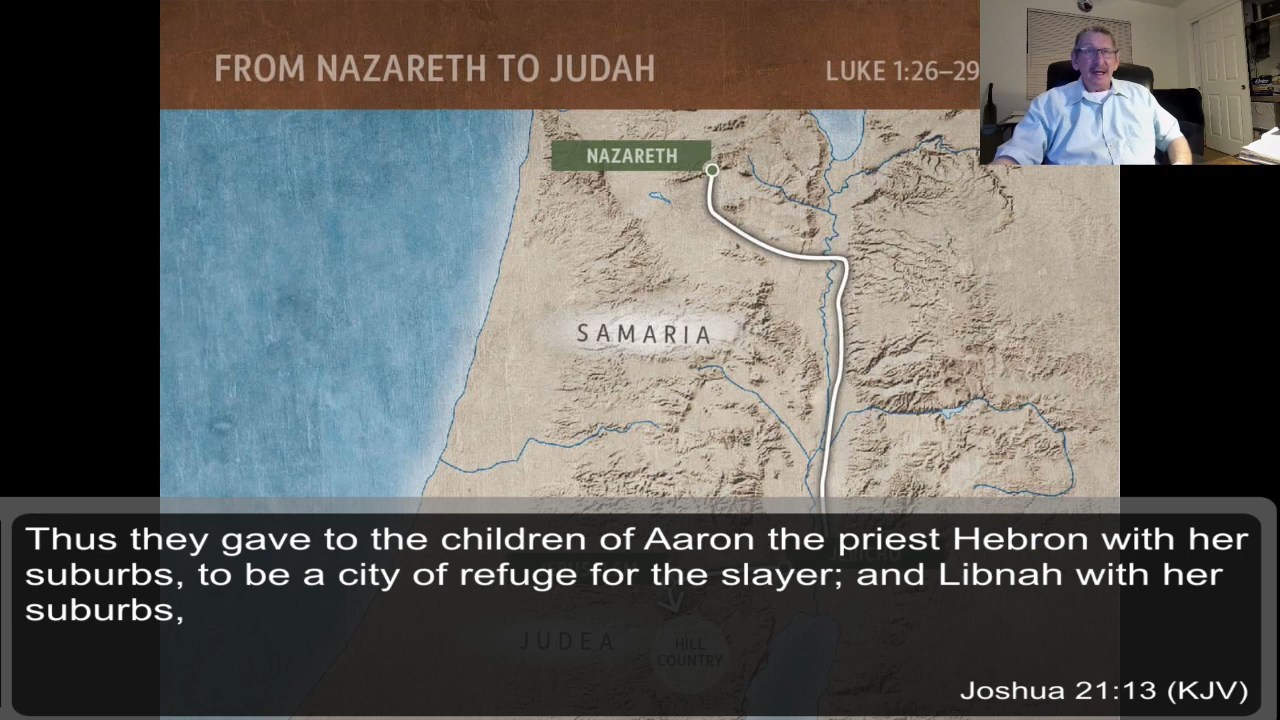 FROM NAZARETH TO JUDAH
LUKE 1:26–29
NAZARETH
SAMARIA
Thus they gave to the children of Aaron the priest Hebron with her
suburbs, to be a city of refuge for the slayer; and Libnah with her
suburbs,
JUDEA
HILL
COUNTRY
Joshua 21:13 (KJV)